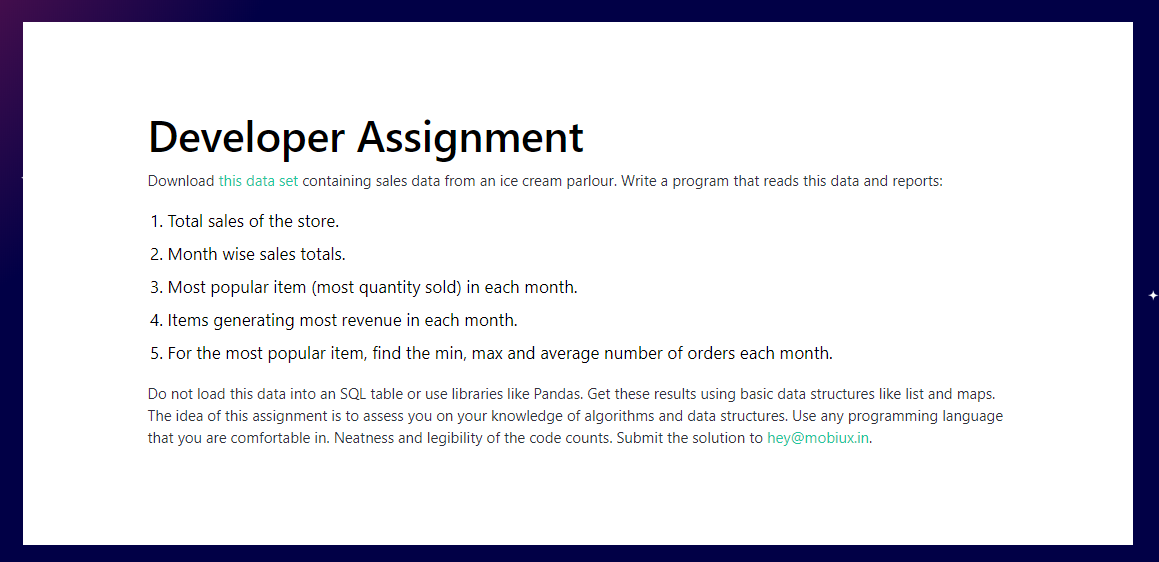 Developer Assignment
Download this data set containing sales data from an ice cream parlour. Write a program that reads this data and reports:
1. Total sales of the store.
2. Month wise sales totals.
3. Most popular item (most quantity sold) in each month.
4. Items generating most revenue in each month.
5. For the most popular item, find the min, max and average number of orders each month.
Do not load this data into an SQL table or use libraries like Pandas. Get these results using basic data structures like list and maps.
The idea of this assignment is to assess you on your knowledge of algorithms and data structures. Use any programming language
that you are comfortable in. Neatness and legibility of the code counts. Submit the solution to hey@mobiux.in.